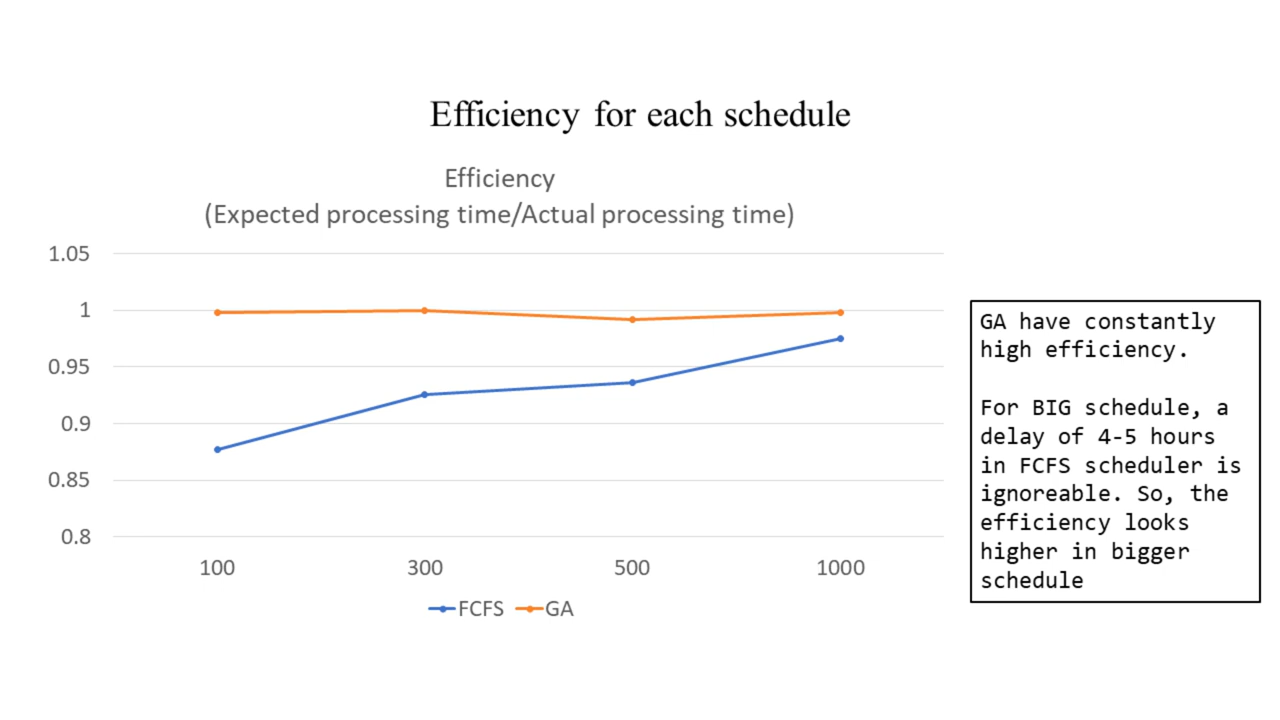 Efficiency for each schedule
Efficiency
(Expected processing time/Actual processing time)
1.05
1
0.95
0.9
0.85
0.8
100 300 500 1000
FCFS GA
GA have constantly
high efficiency.
For BIG schedule, a
delay of 4-5 hours
in FCFS scheduler is
ignoreable. So, the
efficiency looks
higher in bigger
schedule